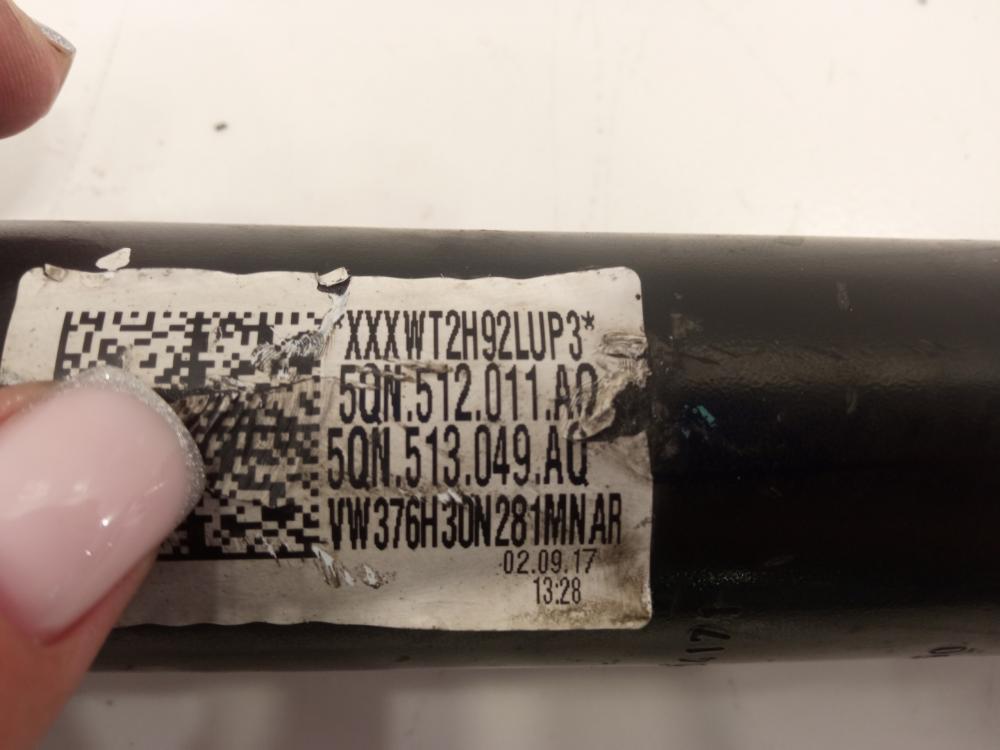 *XXXWT2H92LUP3*
5QN.512.011.AQ
5QN.513.049.AQ
VW376H30N281MNAR
02.09.17
13:28